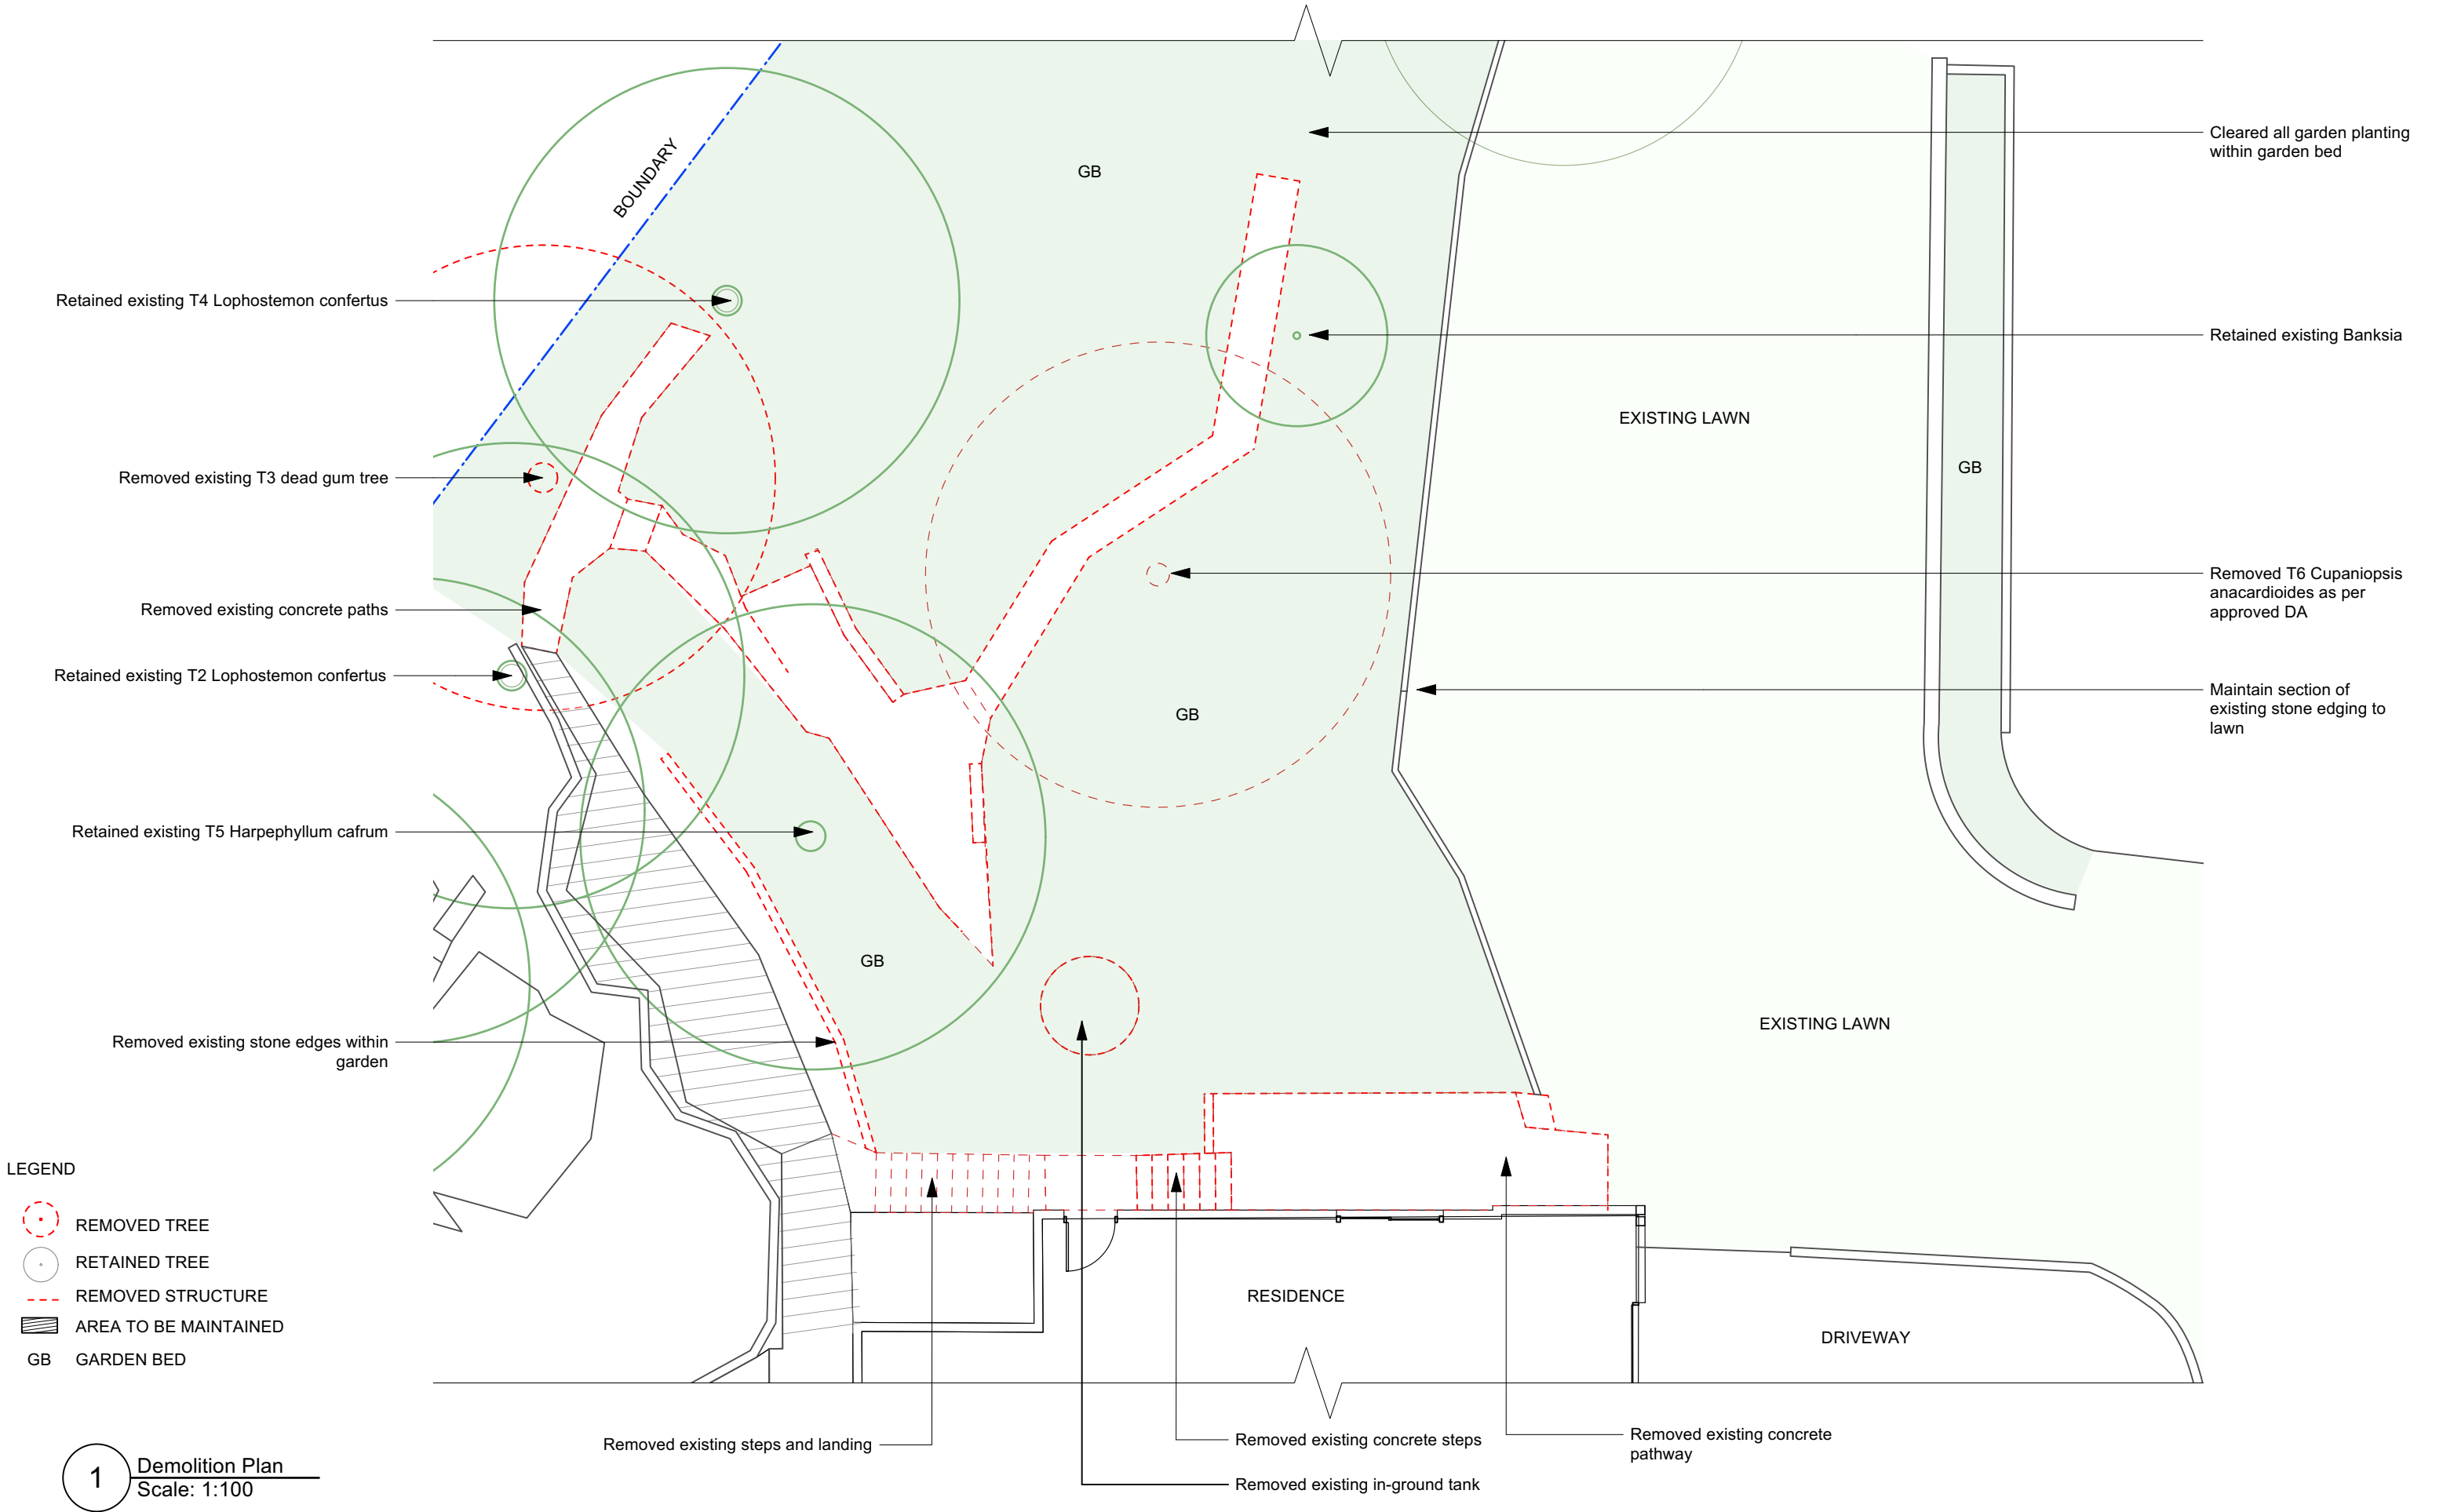 BOUNDARY
GB
Cleared all garden planting
within garden bed
Retained existing T4 Lophostemon confertus
Retained existing Banksia
EXISTING LAWN
GB
Removed existing T3 dead gum tree
Removed T6 Cupaniopsis
anacardioides as per
approved DA
Removed existing concrete paths
Retained existing T2 Lophostemon confertus
Maintain section of
existing stone edging to
lawn
GB
Retained existing T5 Harpephyllum cafrum
GB
EXISTING LAWN
Removed existing stone edges within
garden
LEGEND
REMOVED TREE
RETAINED TREE
REMOVED STRUCTURE
AREA TO BE MAINTAINED
GB GARDEN BED
RESIDENCE
DRIVEWAY
Removed existing steps and landing
Removed existing concrete steps
Removed existing concrete
pathway
Removed existing in-ground tank
1
Demolition Plan
Scale: 1:100